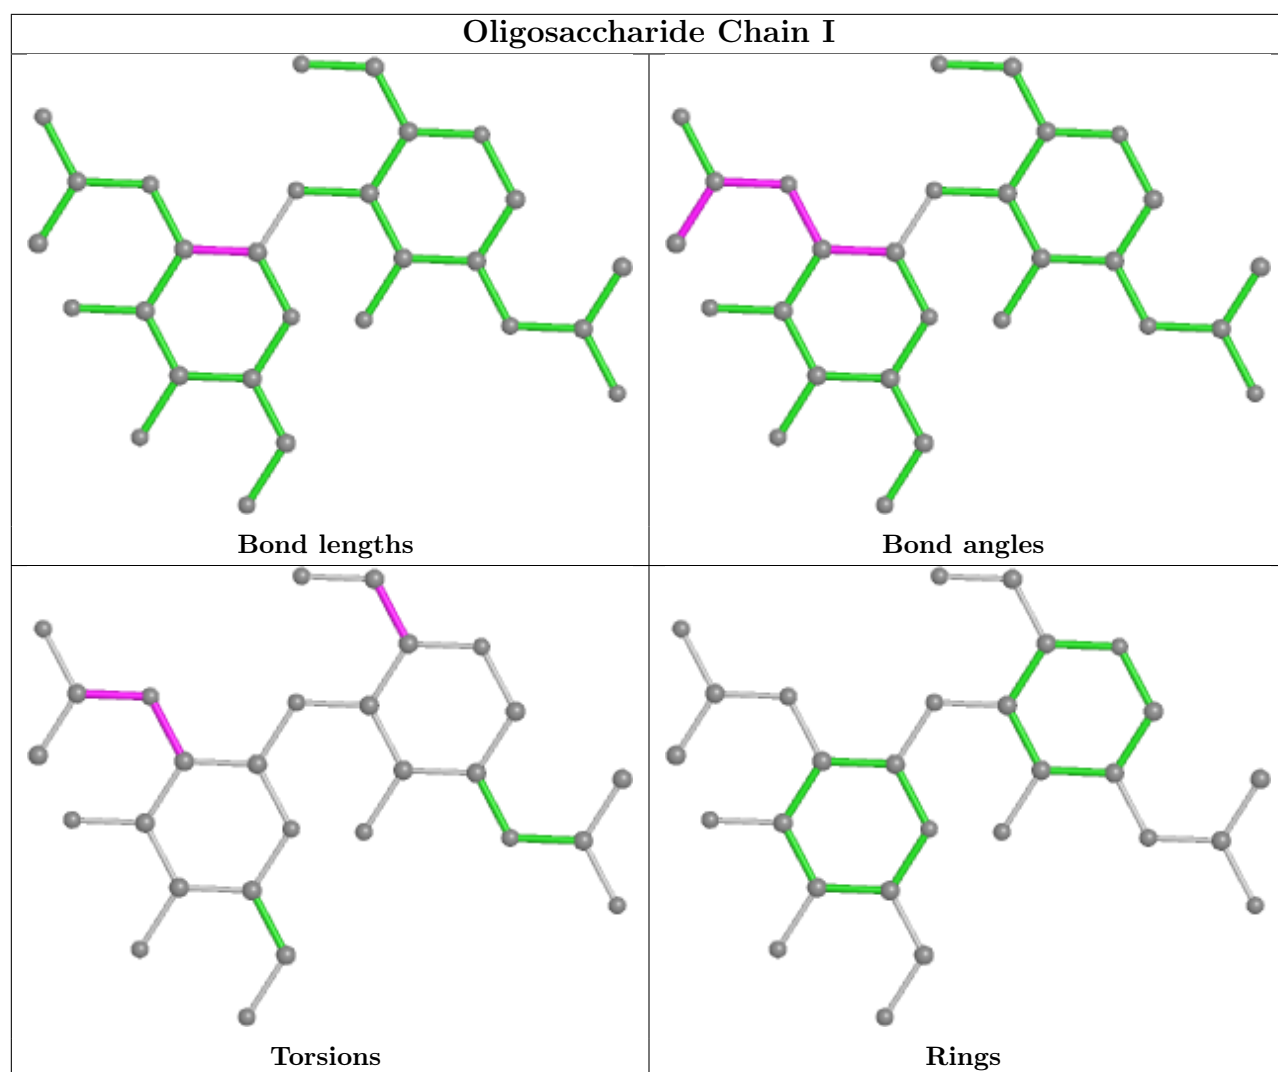 Oligosaccharide Chain I
Bond lengths
Bond angles
Torsions
Rings